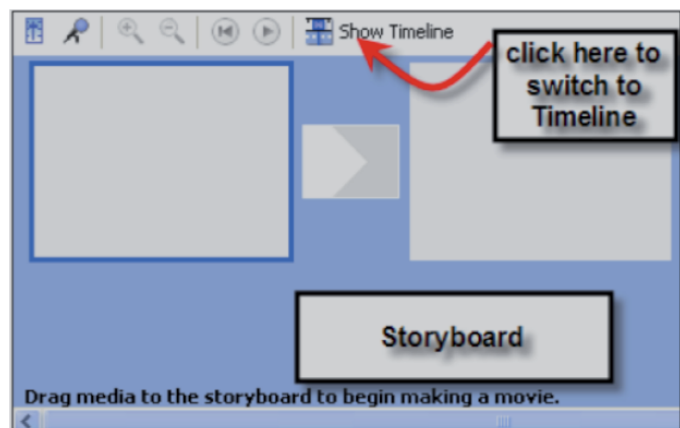 Show Timeline
click here to
switch to
Timeline
Storyboard
Drag media to the storyboard to begin making a movie.